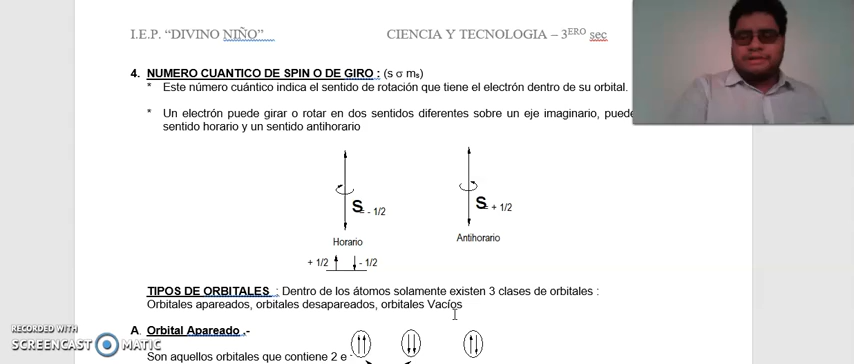 I.E.P. “DIVINO NIÑO”
CIENCIA Y TECNOLOGIA – 3ERO sec
4. NUMERO CUANTICO DE SPIN O DE GIRO : (s σ ms)
* Este número cuántico indica el sentido de rotación que tiene el electrón dentro de su orbital.
* Un electrón puede girar o rotar en dos sentidos diferentes sobre un eje imaginario, puede
sentido horario y un sentido antihorario
S = - 1/2
S = + 1/2
Horario
Antihorario
+ 1/2 - 1/2
TIPOS DE ORBITALES : Dentro de los átomos solamente existen 3 clases de orbitales :
Orbitales apareados, orbitales desapareados, orbitales Vacíos
A. Orbital Apareado .-
Son aquellos orbitales que contiene 2 e -
RECORDED WITH
SCREENCAST MATIC